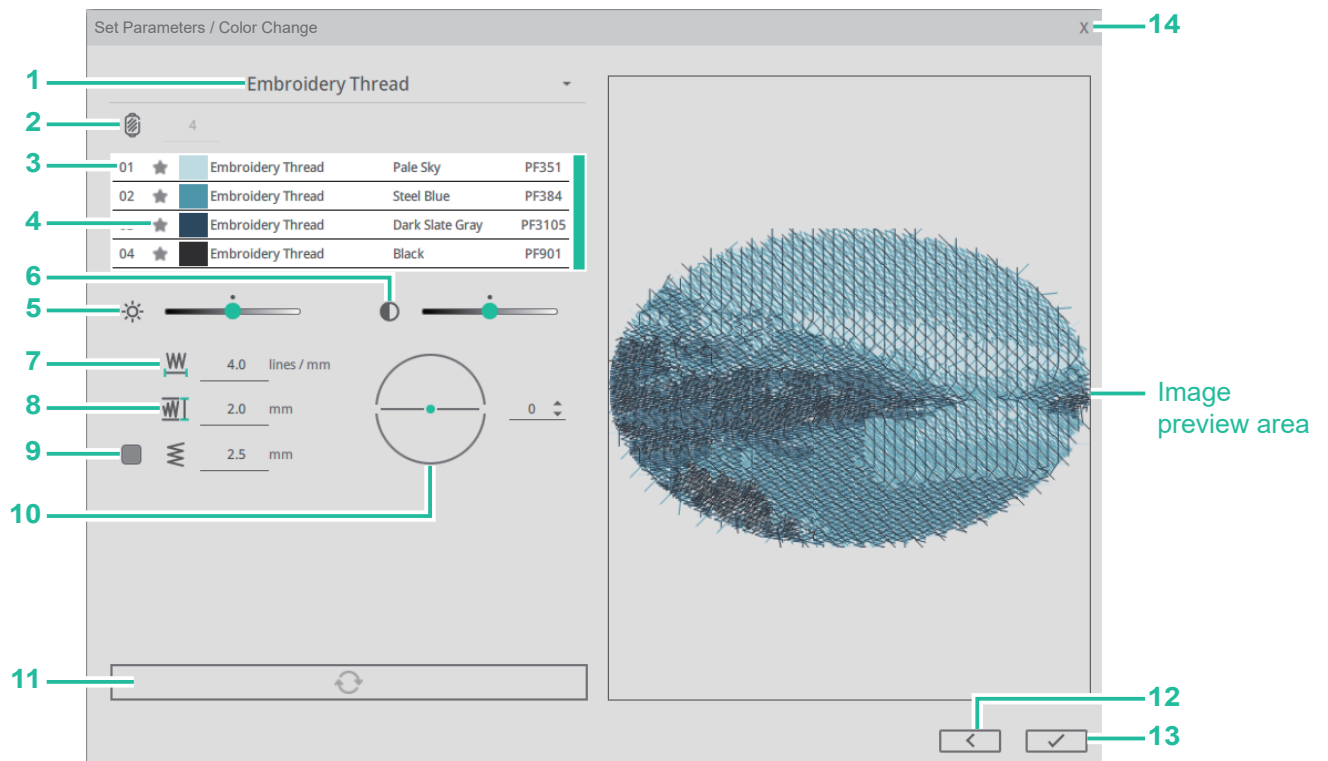 Set Parameters / Color Change
X
14
1
Embroidery Thread
2
4
3
01 Embroidery Thread Pale Sky PF351
02 Embroidery Thread Steel Blue PF384
4
Embroidery Thread Dark Slate Gray PF3105
04 Embroidery Thread Black PF901
6
5
7
4.0 lines / mm
8
2.0 mm
0
9
2.5 mm
10
Image
preview area
11
12
13